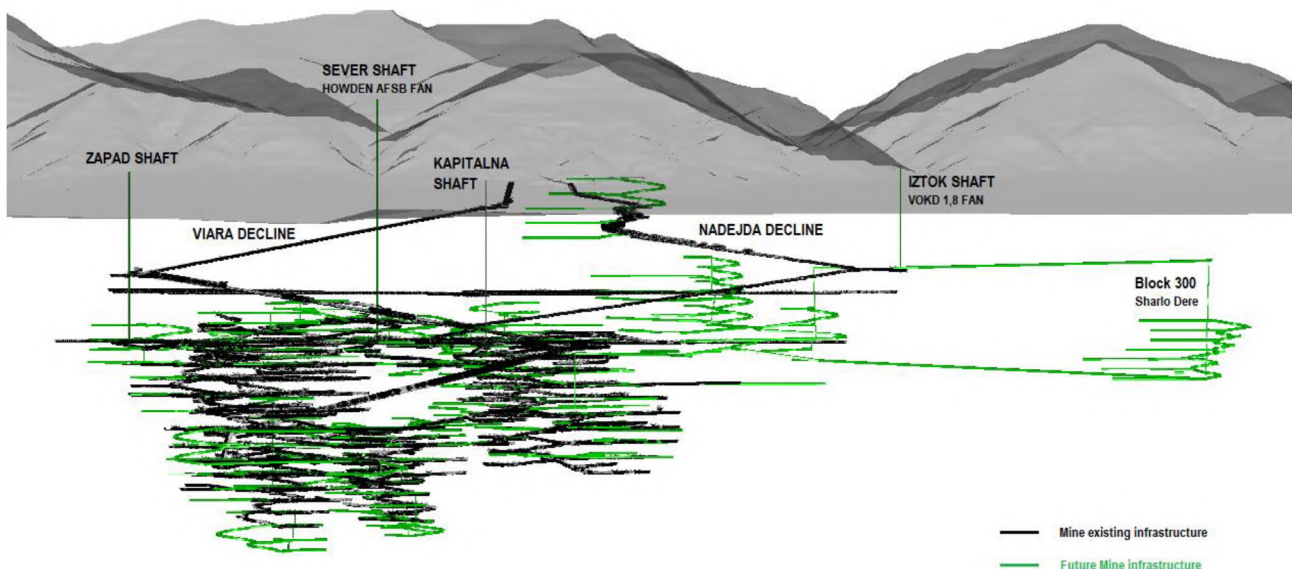 SEVER SHAFT
HOWDEN AFSB FAN
ZAPAD SHAFT
KAPITALNA
SHAFT
IZTOK SHAFT
VOKD 1,8 FAN
VIARA DECLINE
NADEJDA DECLINE
Block 300
Sharlo Dere
Mine existing infrastructure
Future Mine infrastructure